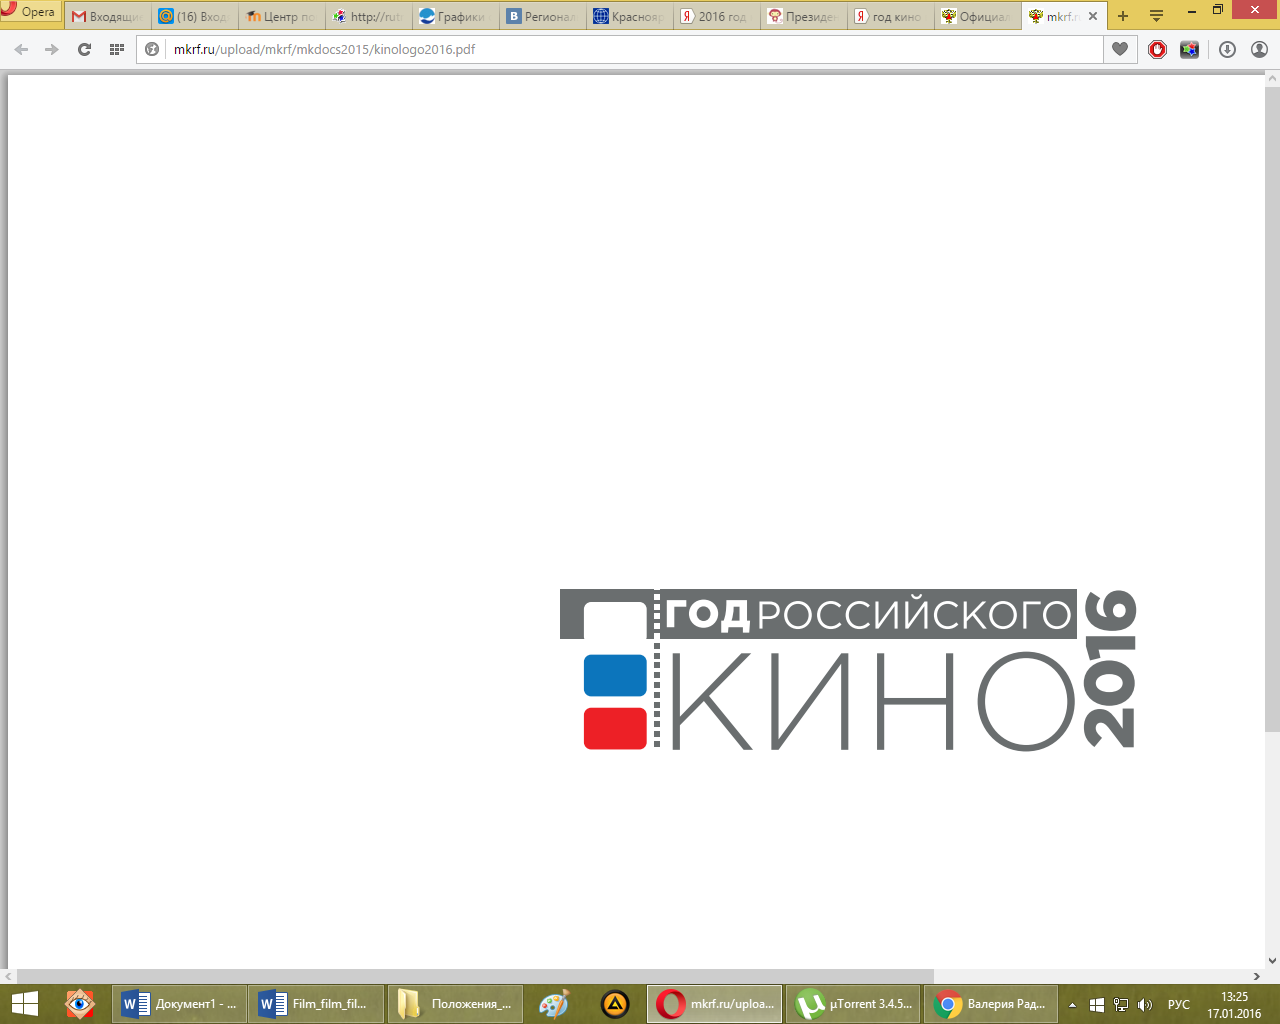 Opera
Входящие
(16) Вход
Центр по
http://rut
Графики
Регионал
Краснояр
2016 год
Президен
год кино
Официал
mkrf.r
mkrf.ru/upload/mkrf/mkdocs2015/kinologo2016.pdf
ГОД РОССИЙСКОГО
КИНО
2016
Документ1 - ...
Film_film_fil...
Положения_...
mkrf.ru/uploa...
µTorrent 3.4.5...
Валерия Рад...
РУС
13:25
17.01.2016